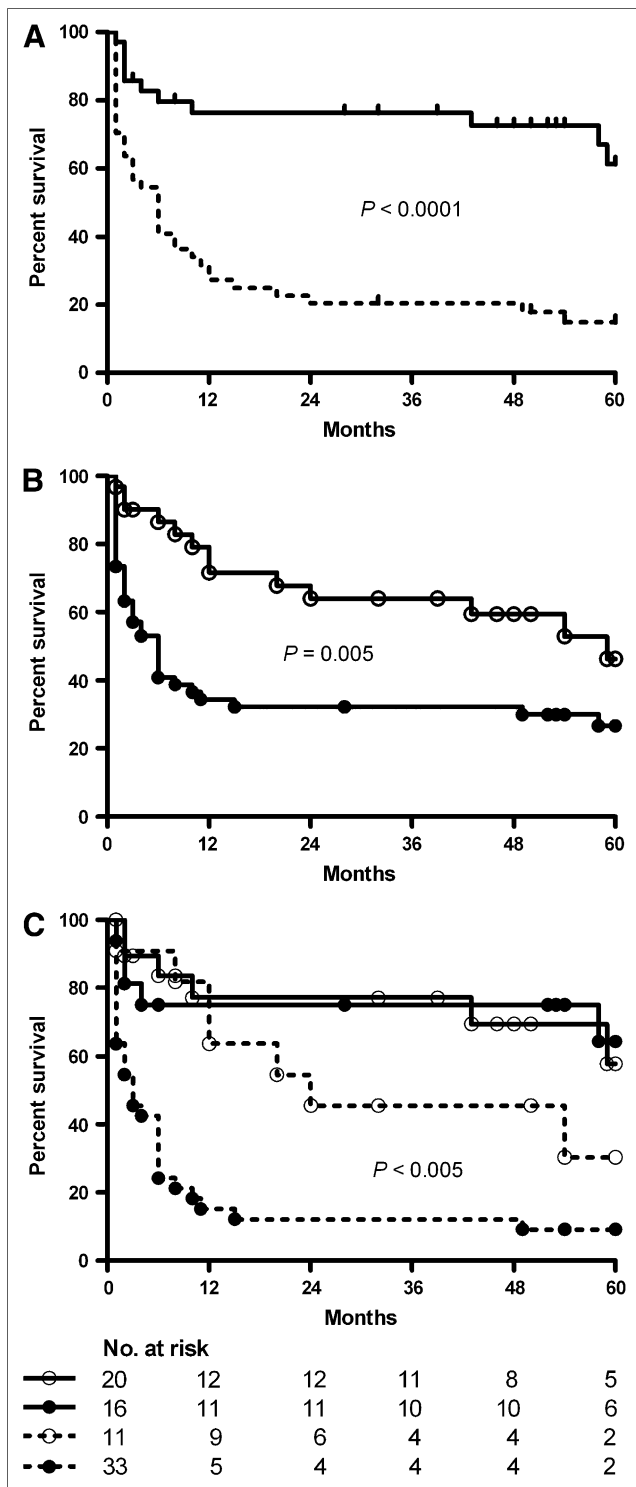 A
100
80
60
40
20
0
Percent survival
P < 0.0001
0 12 24 36 48 60
Months
B
100
80
60
40
20
0
Percent survival
P = 0.005
0 12 24 36 48 60
Months
C
100
80
60
40
20
0
Percent survival
P < 0.005
0 12 24 36 48 60
Months
No. at risk
20 12 12 11 8 5
16 11 11 10 10 6
11 9 6 4 4 2
33 5 4 4 4 2